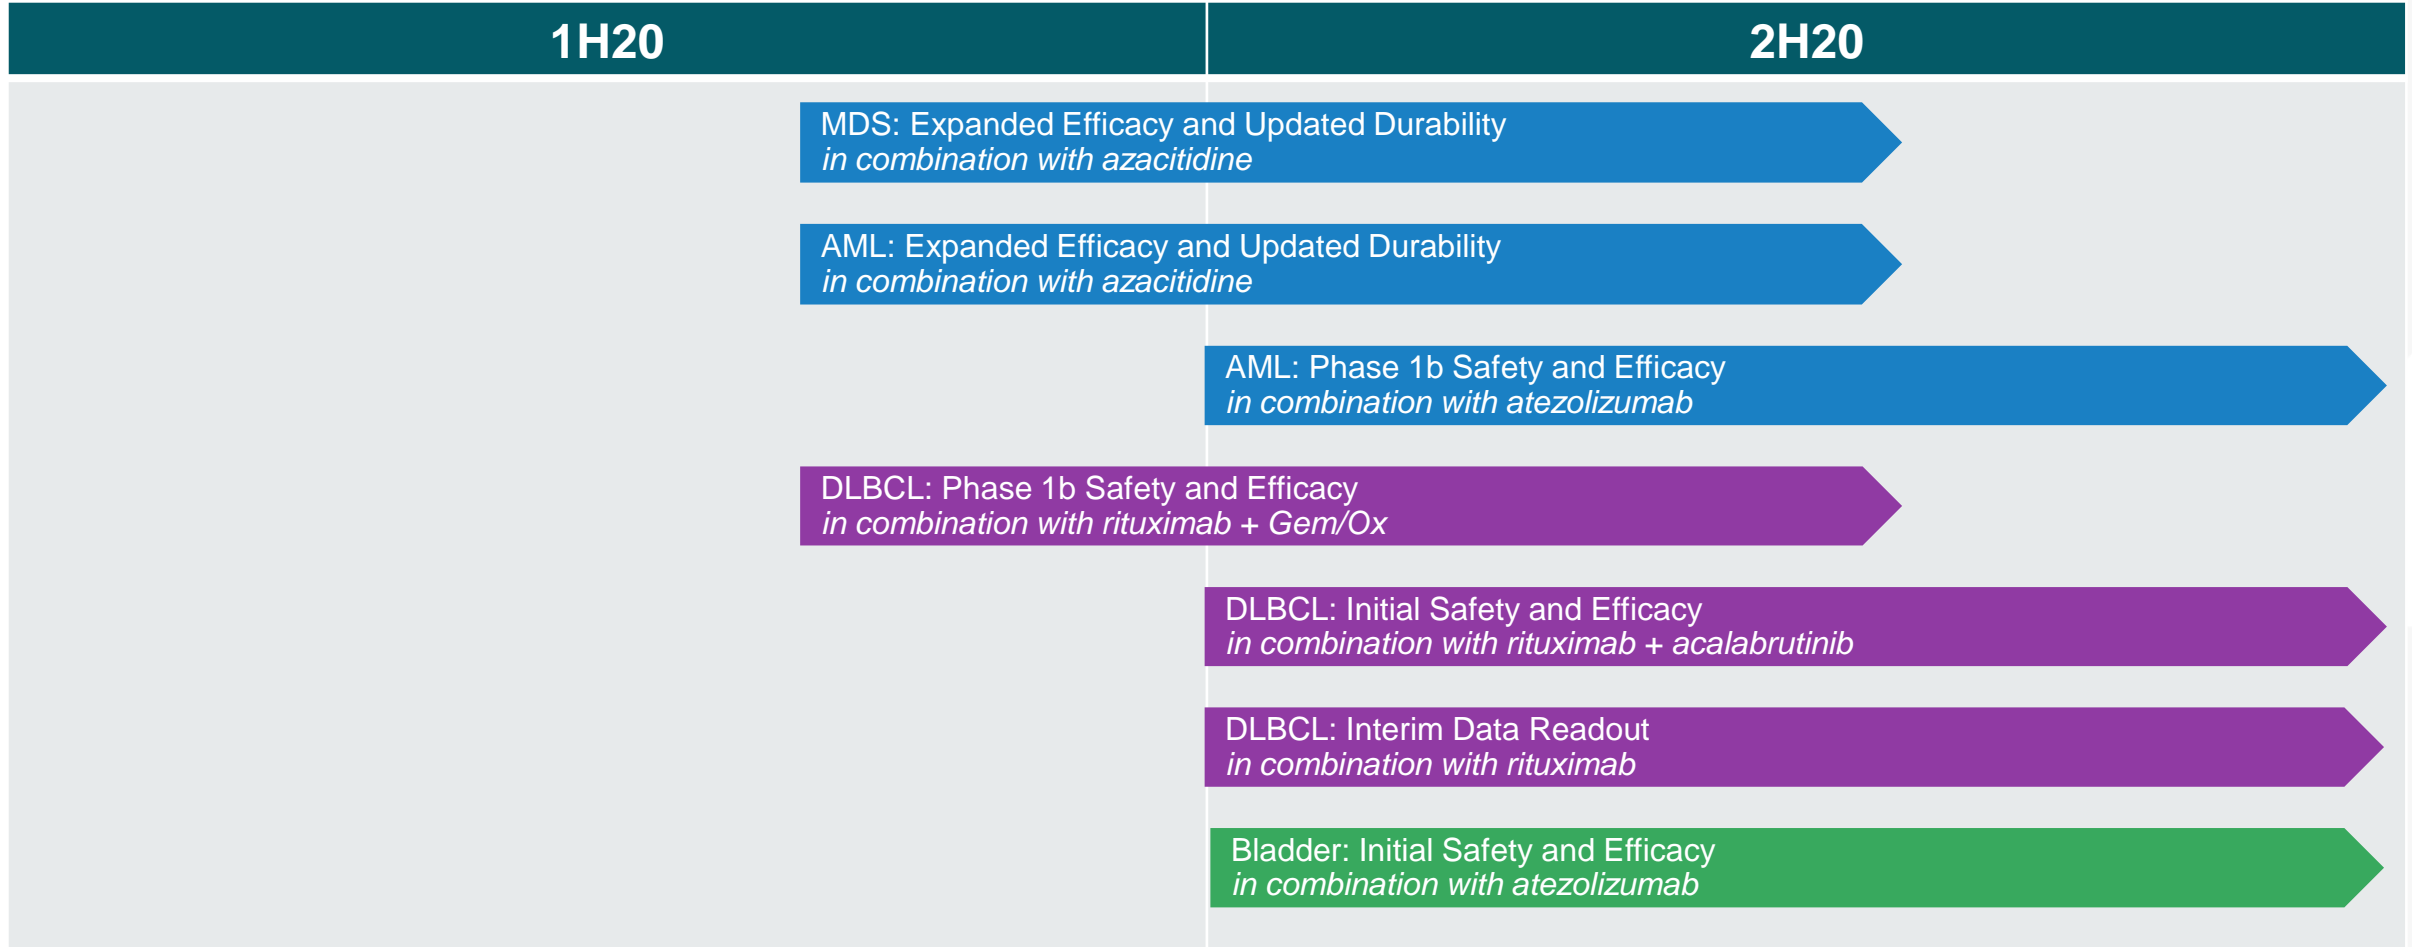 1H20
2H20
MDS: Expanded Efficacy and Updated Durability
in combination with azacitidine
AML: Expanded Efficacy and Updated Durability
in combination with azacitidine
AML: Phase 1b Safety and Efficacy
in combination with atezolizumab
DLBCL: Phase 1b Safety and Efficacy
in combination with rituximab + Gem/Ox
DLBCL: Initial Safety and Efficacy
in combination with rituximab + acalabrutinib
DLBCL: Interim Data Readout
in combination with rituximab
Bladder: Initial Safety and Efficacy
in combination with atezolizumab